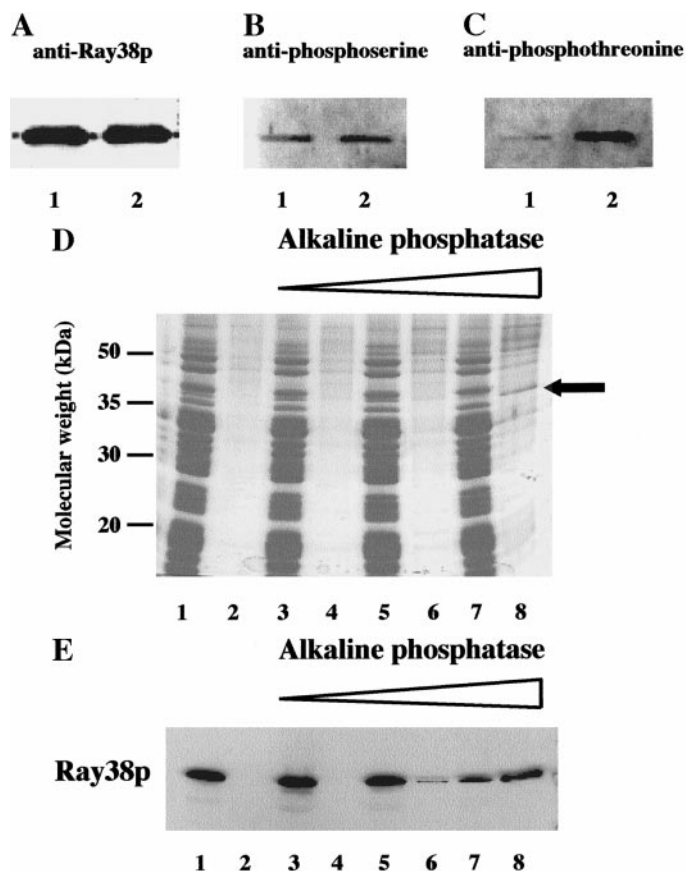 A B C
anti-Ray38p anti-phosphoserine anti-phosphothreonine
1 2 1 2 1 2
D Alkaline phosphatase
Molecular weight (kDa)
50
35
30
20
1 2 3 4 5 6 7 8
E Alkaline phosphatase
Ray38p
1 2 3 4 5 6 7 8